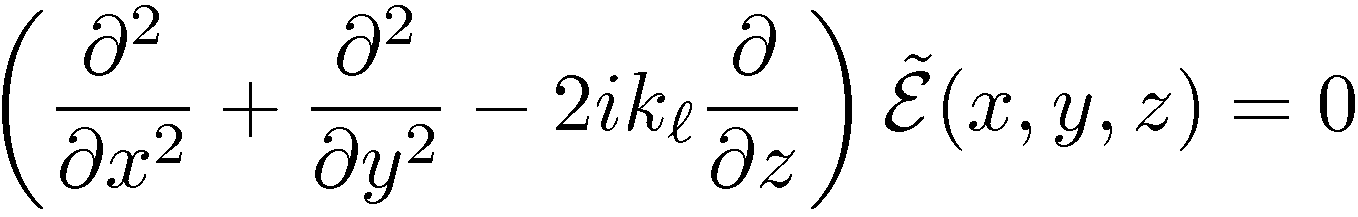 \left( \frac{\partial^2}{\partial x^2} + \frac{\partial^2}{\partial y^2} - 2ik_\ell \frac{\partial}{\partial z} \right) \tilde{\mathcal{E}}(x, y, z) = 0